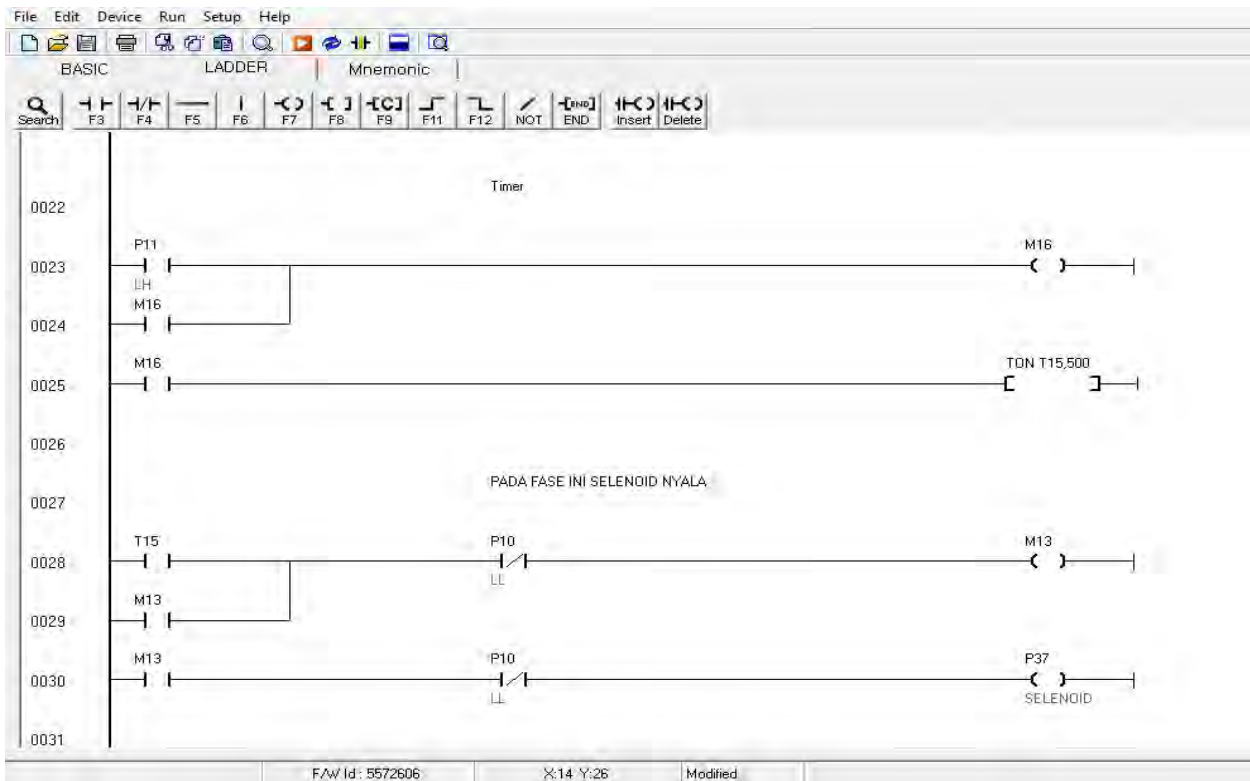 File Edit Device Run Setup Help
BASIC LADDER Mnemonic
Search F3 F4 F5 F6 F7 F8 F9 F11 F12 NOT END Insert Delete
Timer
0022
P11 M16
0023
LH
M16
0024
M16 TON T15,500
0025
0026
PADA FASE INI SELENOID NYALA
0027
T15 P10 M13
0028
LL
M13
0029
M13 P10 P37
0030
LL SELENOID
0031
F/W Id : 5572606 X:14 Y:26 Modified